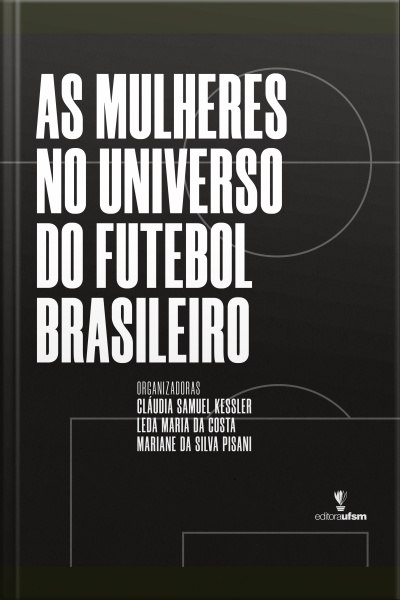 AS MULHERES
NO UNIVERSO
DO FUTEBOL
BRASILEIRO
ORGANIZADORAS
CLÁUDIA SAMUEL KESSLER
LEDA MARIA DA COSTA
MARIANE DA SILVA PISANI
editoraufsm